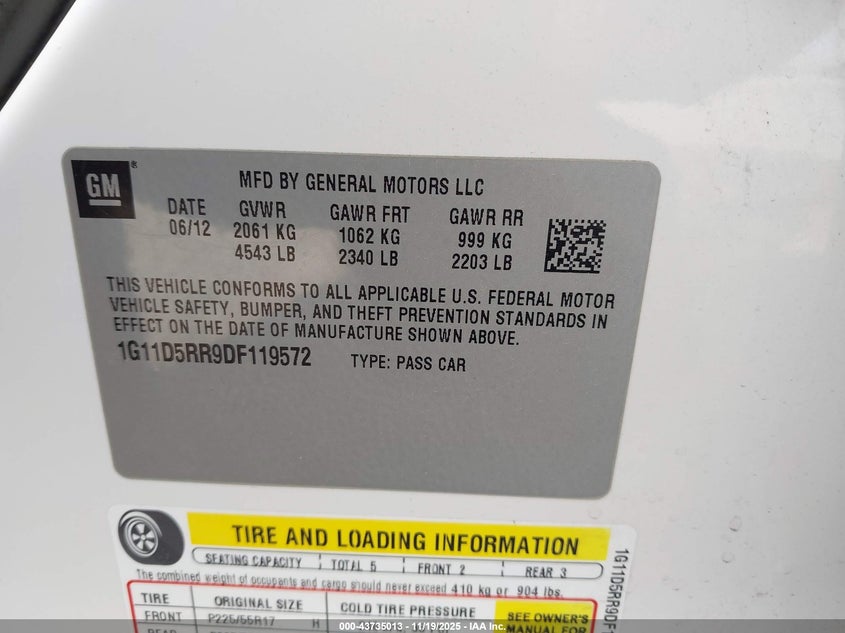 GM
MFD BY GENERAL MOTORS LLC
DATE GVWR GAWR FRT GAWR RR
06/12 2061 KG 1062 KG 999 KG
4543 LB 2340 LB 2203 LB
THIS VEHICLE CONFORMS TO ALL APPLICABLE U.S. FEDERAL MOTOR
VEHICLE SAFETY, BUMPER, AND THEFT PREVENTION STANDARDS IN
EFFECT ON THE DATE OF MANUFACTURE SHOWN ABOVE.
1G11D5RR9DF119572 TYPE: PASS CAR
TIRE AND LOADING INFORMATION
SEATING CAPACITY TOTAL 5 FRONT 2 REAR 3
The combined weight of occupants and cargo should never exceed 410 kg or 904 lbs.
TIRE ORIGINAL SIZE COLD TIRE PRESSURE SEE OWNER'S
FRONT P225/55R17 H MANUAL FOR
1G11D5RR9DF
000-43735013 - 11/19/2025 - IAA Inc.